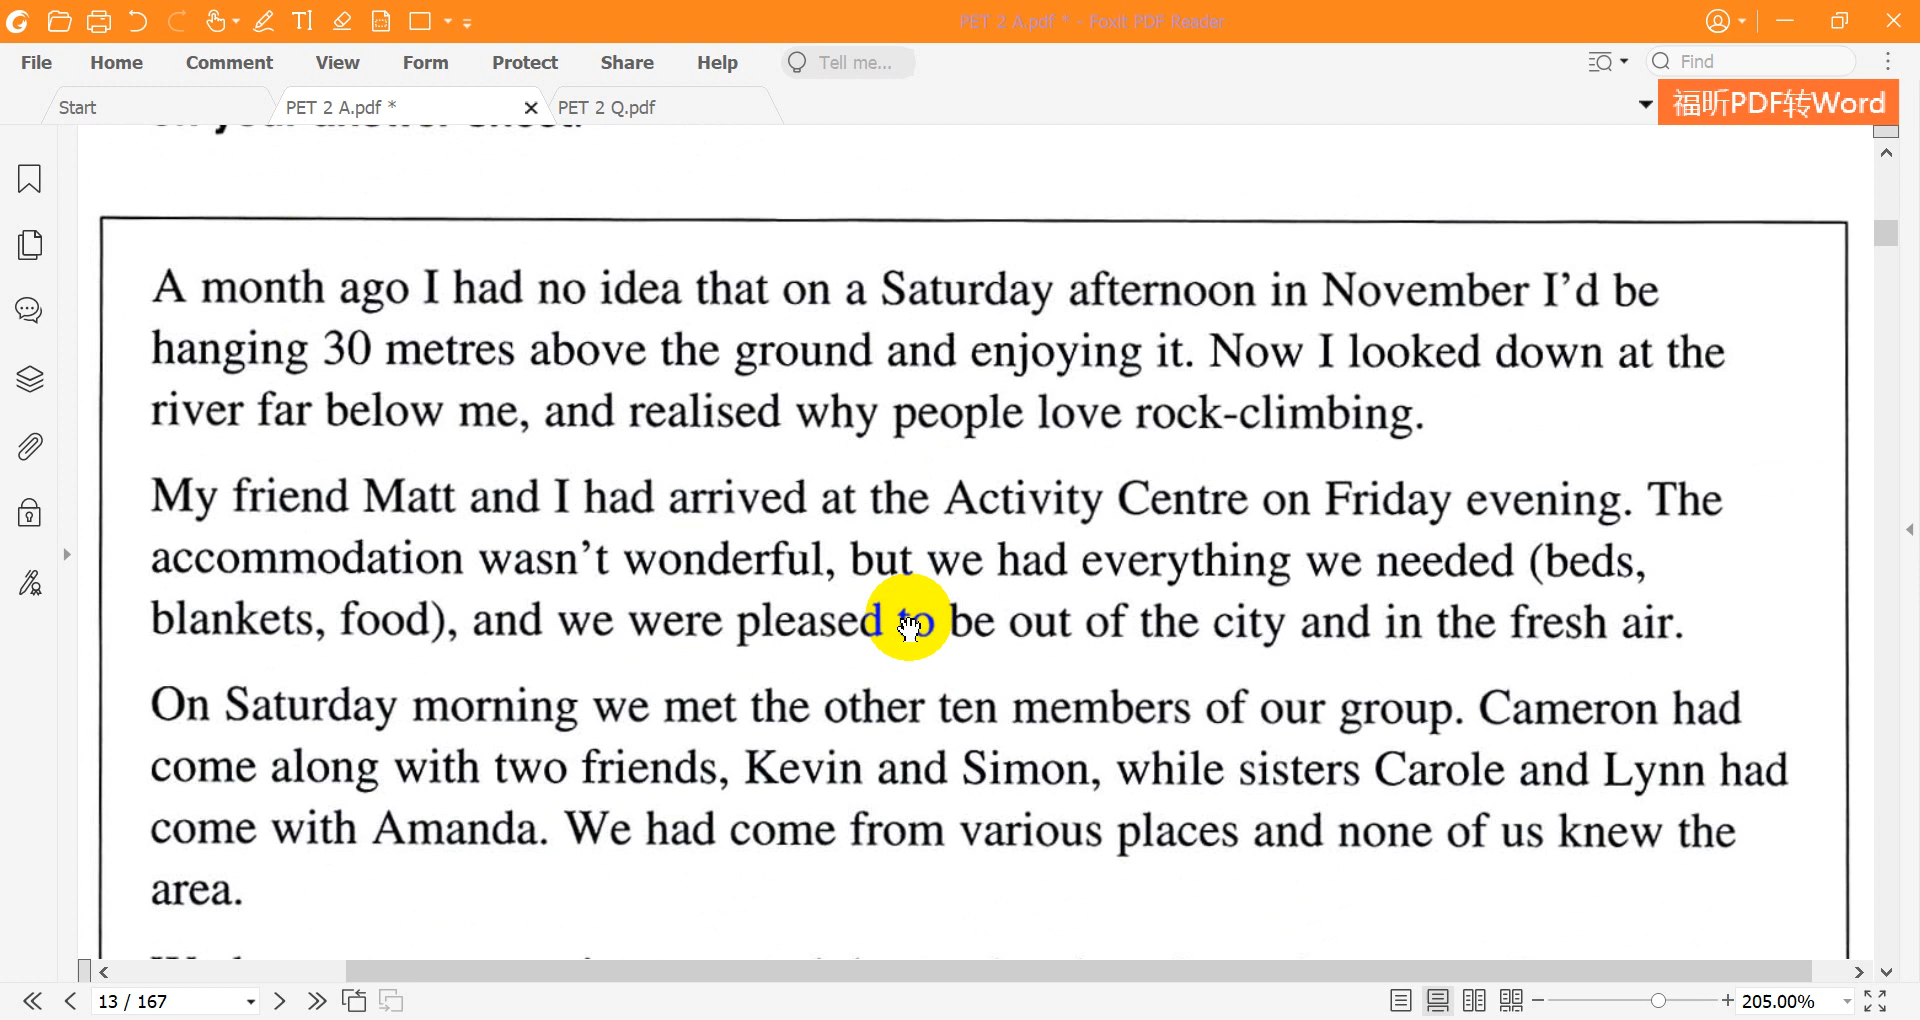 PET 2 A.pdf * - Foxit PDF Reader
File Home Comment View Form Protect Share Help Tell me... Find
Start PET 2 A.pdf * PET 2 Q.pdf 福昕PDF转Word
A month ago I had no idea that on a Saturday afternoon in November I'd be
hanging 30 metres above the ground and enjoying it. Now I looked down at the
river far below me, and realised why people love rock-climbing.
My friend Matt and I had arrived at the Activity Centre on Friday evening. The
accommodation wasn't wonderful, but we had everything we needed (beds,
blankets, food), and we were pleased to be out of the city and in the fresh air.
On Saturday morning we met the other ten members of our group. Cameron had
come along with two friends, Kevin and Simon, while sisters Carole and Lynn had
come with Amanda. We had come from various places and none of us knew the
area.
13 / 167 205.00%